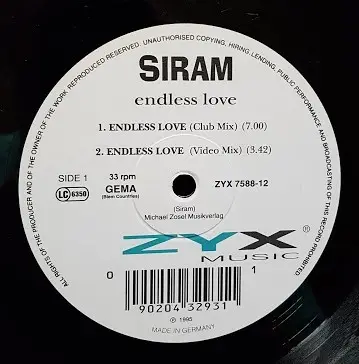 ALL RIGHTS OF THE PRODUCER AND OF THE OWNER OF THE WORK REPRODUCED RESERVED. UNAUTHORISED COPYING, HIRING, LENDING, PUBLIC PERFORMANCE AND BROADCASTING OF THIS RECORD PROHIBITED.
SIRAM
endless love
1. ENDLESS LOVE (Club Mix) (7.00)
2. ENDLESS LOVE (Video Mix) (3.42)
SIDE 1
33 rpm
ZYX 7588-12
LC 6350
GEMA
(Biem Countries)
(Siram)
Michael Zosel Musikverlag
ZYX ®
MUSIC
0 90204 32931 1
℗ 1995
MADE IN GERMANY